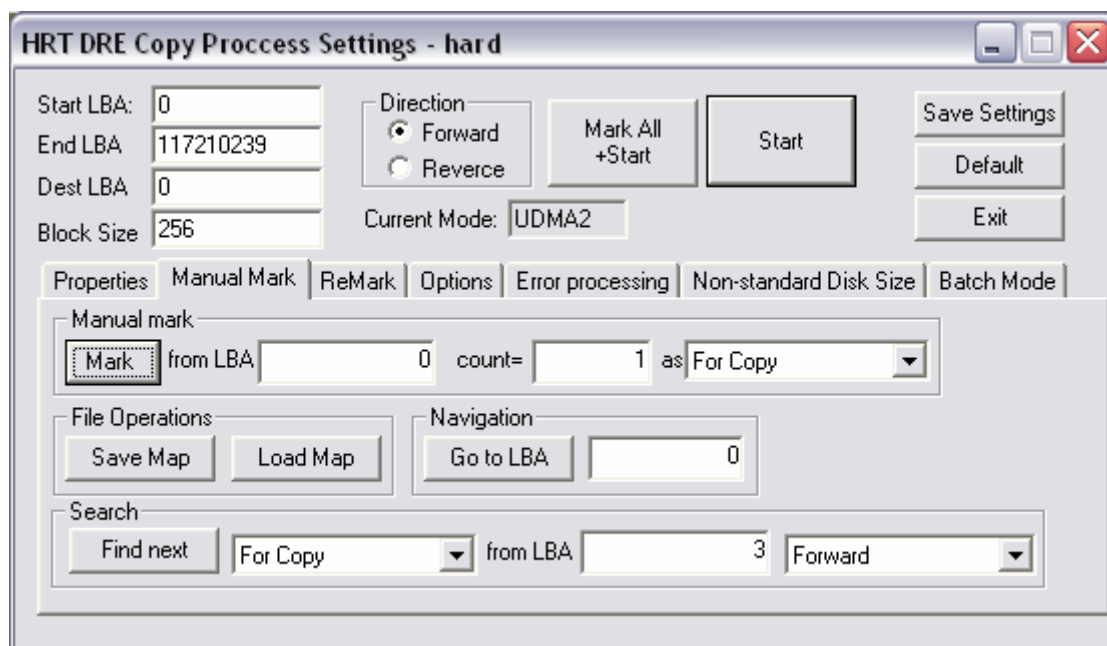 HRT DRE Copy Proccess Settings - hard
Start LBA: 0
End LBA 117210239
Dest LBA 0
Block Size 256
Direction
Forward
Reverce
Current Mode: UDMA2
Mark All
+Start
Start
Save Settings
Default
Exit
Properties Manual Mark ReMark Options Error processing Non-standard Disk Size Batch Mode
Manual mark
Mark from LBA 0 count= 1 as For Copy
File Operations
Save Map Load Map
Navigation
Go to LBA 0
Search
Find next For Copy from LBA 3 Forward